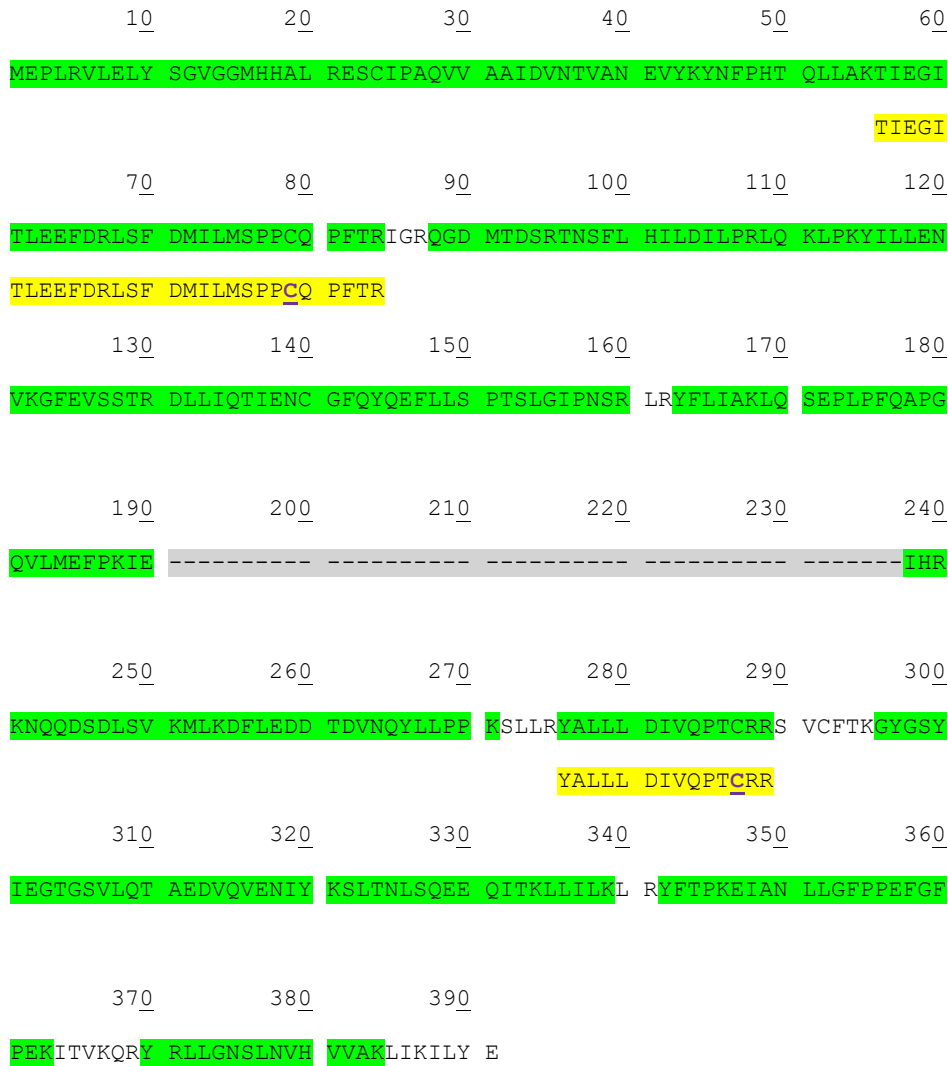 10 20 30 40 50 60
MEPLRVLELY SGVGGMHHAL RESCIPAQVV AAIDVNTVAN EVYKYNFPHT QLLAKTIEGI
TIEGI
70 80 90 100 110 120
TLEEFDRLSF DMILMSPPCQ PFTRIGRQGD MTDSRTNSFL HILDILPRLQ KLPKYILLEN
TLEEFDRLSF DMILMSPPCQ PFTR
130 140 150 160 170 180
VKGFEVSSTR DLLIQTIENC GFQYQEFLLS PTSLGIPNSR LRYFLIAKLQ SEPLPFQAPG
190 200 210 220 230 240
QVLMEFPKIE ---------- ---------- ---------- ---------- -------IHR
250 260 270 280 290 300
KNQQDSDLSV KMLKDFLEDD TDVNQYLLPP KSLLRYALLL DIVQPTCRRS VCFTKGYGSY
YALLL DIVQPTCRR
310 320 330 340 350 360
IEGTGSVLQT AEDVQVENIY KSLTNLSQEE QITKLLILKL RYFTPKEIAN LLGFPPEFGF
370 380 390
PEKITVKQRY RLLGNSLNVH VVAKLIKILY E